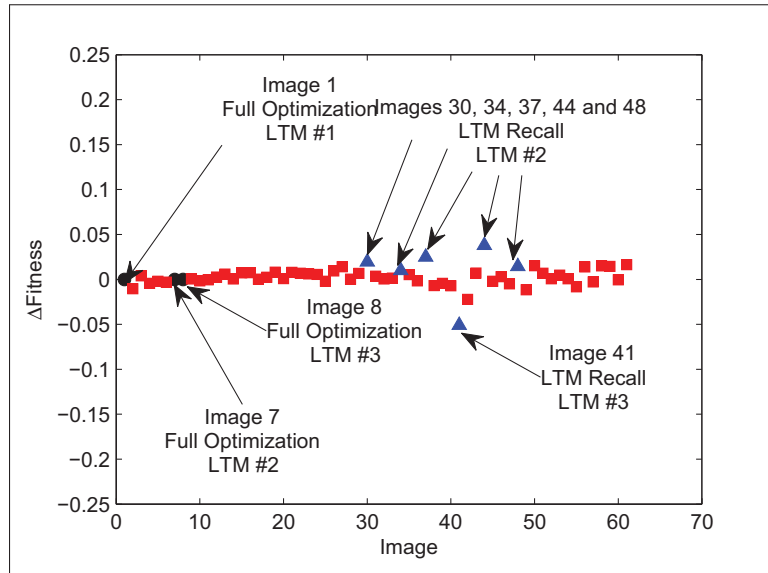 0.25
0.2
0.15
0.1
0.05
0
−0.05
−0.1
−0.15
−0.2
−0.25
ΔFitness
Image 1
Full Optimization
LTM #1
Images 30, 34, 37, 44 and 48
LTM Recall
LTM #2
Image 8
Full Optimization
LTM #3
Image 7
Full Optimization
LTM #2
Image 41
LTM Recall
LTM #3
0 10 20 30 40 50 60 70
Image